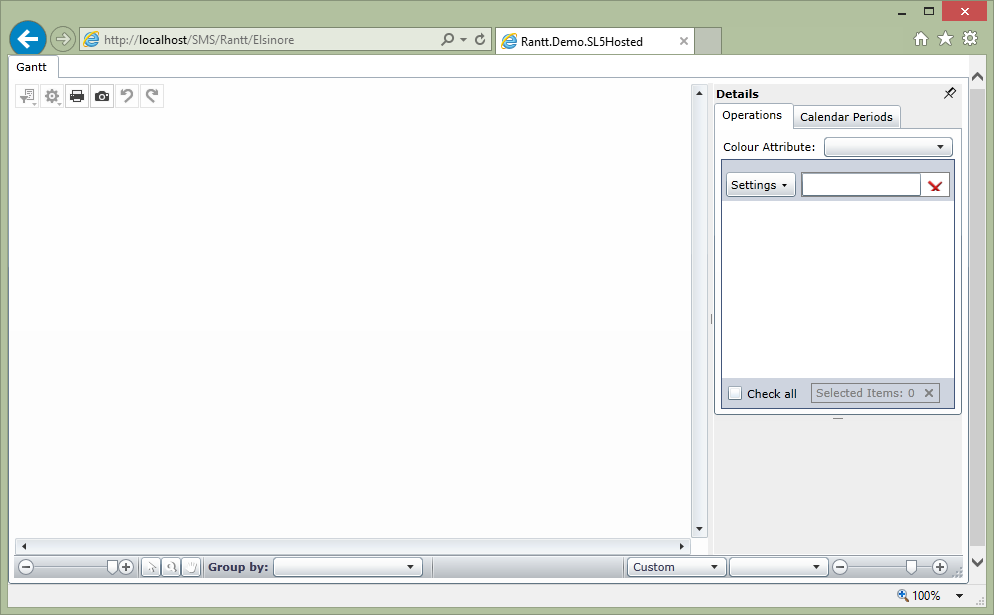 http://localhost/SMS/Rantt/Elsinore
Rantt.Demo.SL5Hosted
Gantt
Details
Operations
Calendar Periods
Colour Attribute:
Settings
Check all
Selected Items: 0
Group by:
Custom
100%